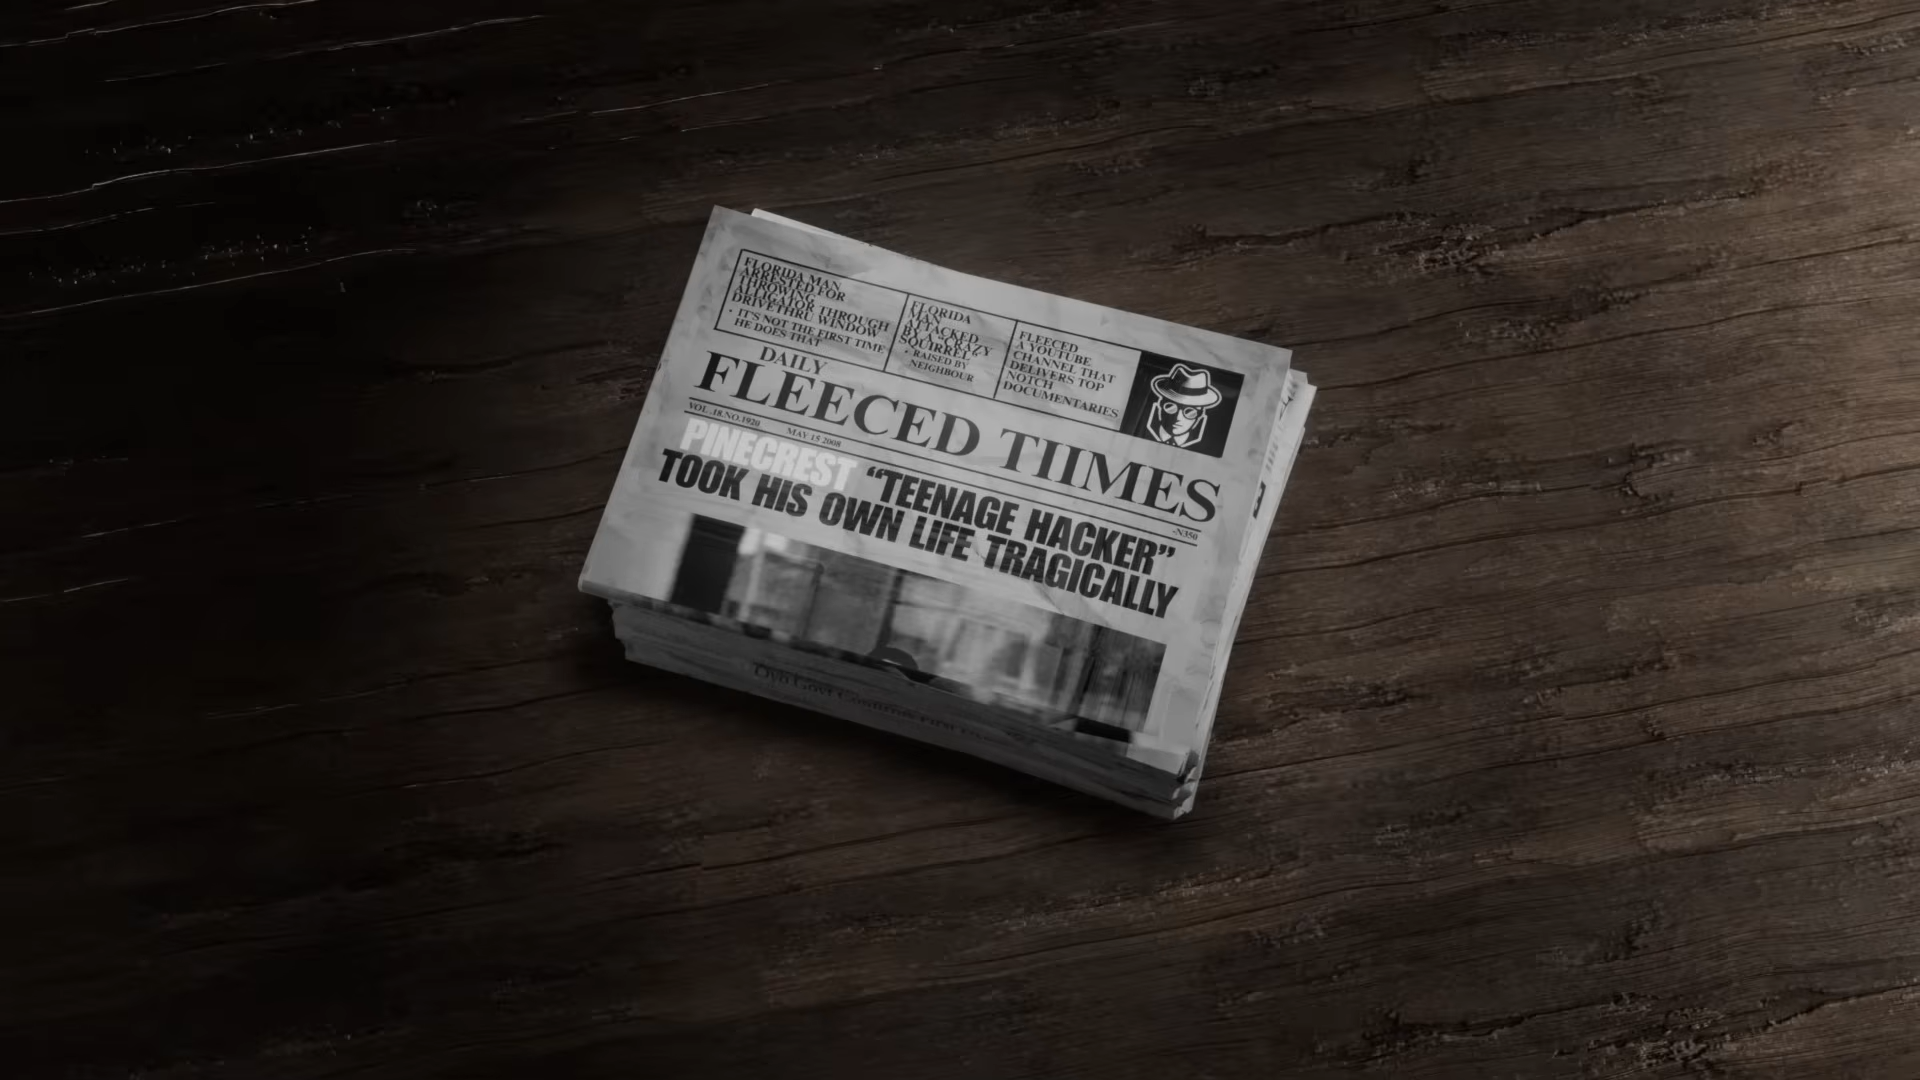 FLORIDA MAN
ARRESTED FOR
THROWING
ALLIGATOR THROUGH
DRIVE-THRU WINDOW
• IT'S NOT THE FIRST TIME
HE DOES THAT
FLORIDA
MAN
ATTACKED
BY A "CRAZY
SQUIRREL"
• RAISED BY
NEIGHBOUR
FLEECED
A YOUTUBE
CHANNEL THAT
DELIVERS TOP
NOTCH
DOCUMENTARIES
DAILY
FLEECED TIIMES
VOL .18.NO.1920 MAY 15 2008 -N350
PINECREST "TEENAGE HACKER"
TOOK HIS OWN LIFE TRAGICALLY